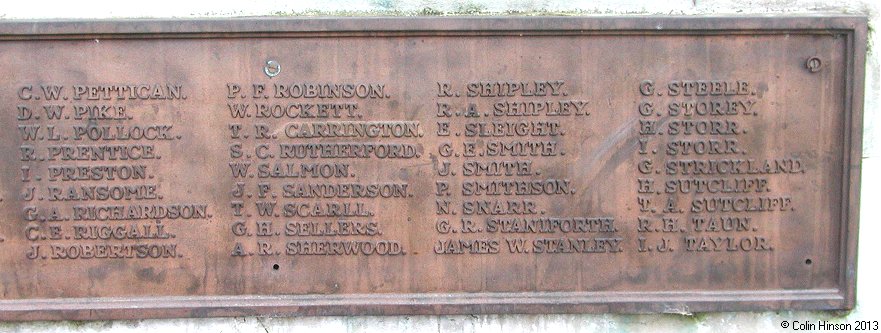 C. W. PETTICAN.
D. W. PIKE.
W. L. POLLOCK.
R. PRENTICE.
I. PRESTON.
J. RANSOME.
G. A. RICHARDSON.
C. E. RIGGALL.
J. ROBERTSON.
P. F. ROBINSON.
W. ROCKETT.
T. R. CARRINGTON.
S. C. RUTHERFORD.
W. SALMON.
J. F. SANDERSON.
T. W. SCARLL.
G. H. SELLERS.
A. R. SHERWOOD.
R. SHIPLEY.
R. A. SHIPLEY.
E. SLEIGHT.
G. E. SMITH.
J. SMITH.
P. SMITHSON.
N. SNARR.
G. R. STANIFORTH.
JAMES W. STANLEY.
G. STEELE.
G. STOREY.
H. STORR.
I. STORR.
G. STRICKLAND.
H. SUTCLIFF.
T. A. SUTCLIFF.
R. H. TAUN.
I. J. TAYLOR.
© Colin Hinson 2013